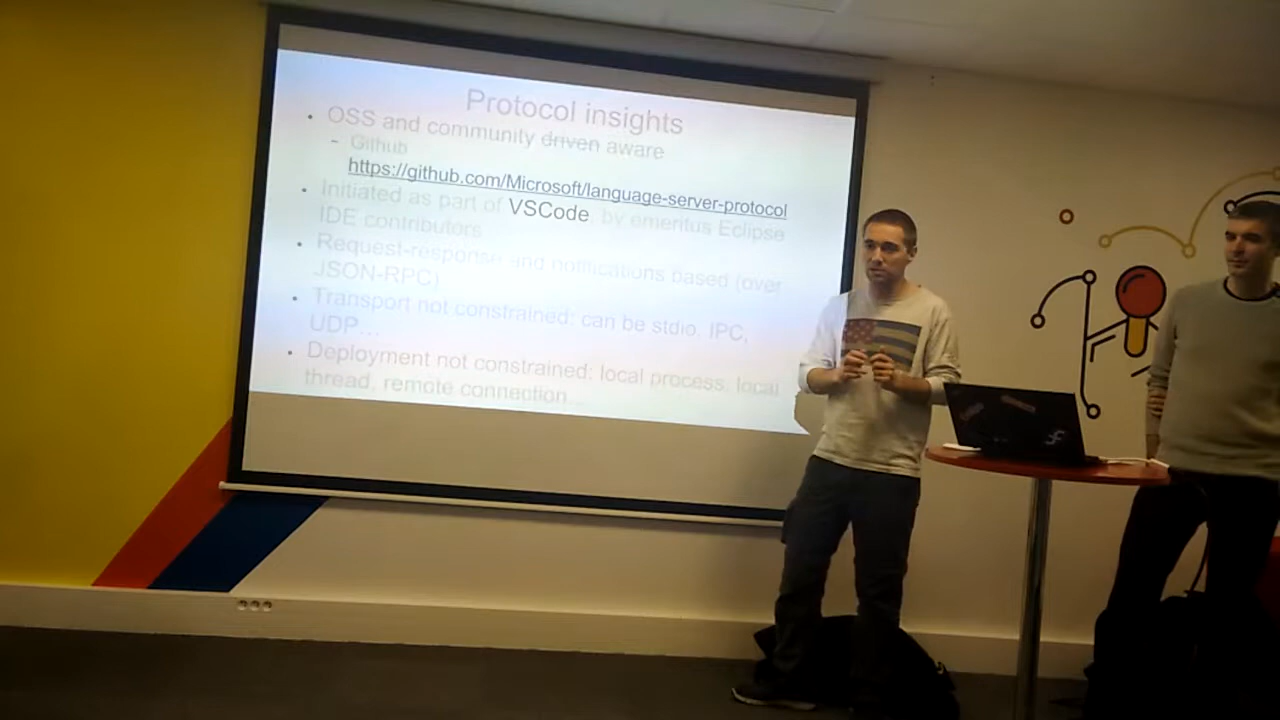 Protocol insights
• OSS and community driven aware
– Github
https://github.com/Microsoft/language-server-protocol
• Initiated as part of VSCode, by emeritus Eclipse
IDE contributors
• Request-response and notifications based (over
JSON-RPC)
• Transport not constrained: can be stdio, IPC,
UDP…
• Deployment not constrained: local process, local
thread, remote connection…